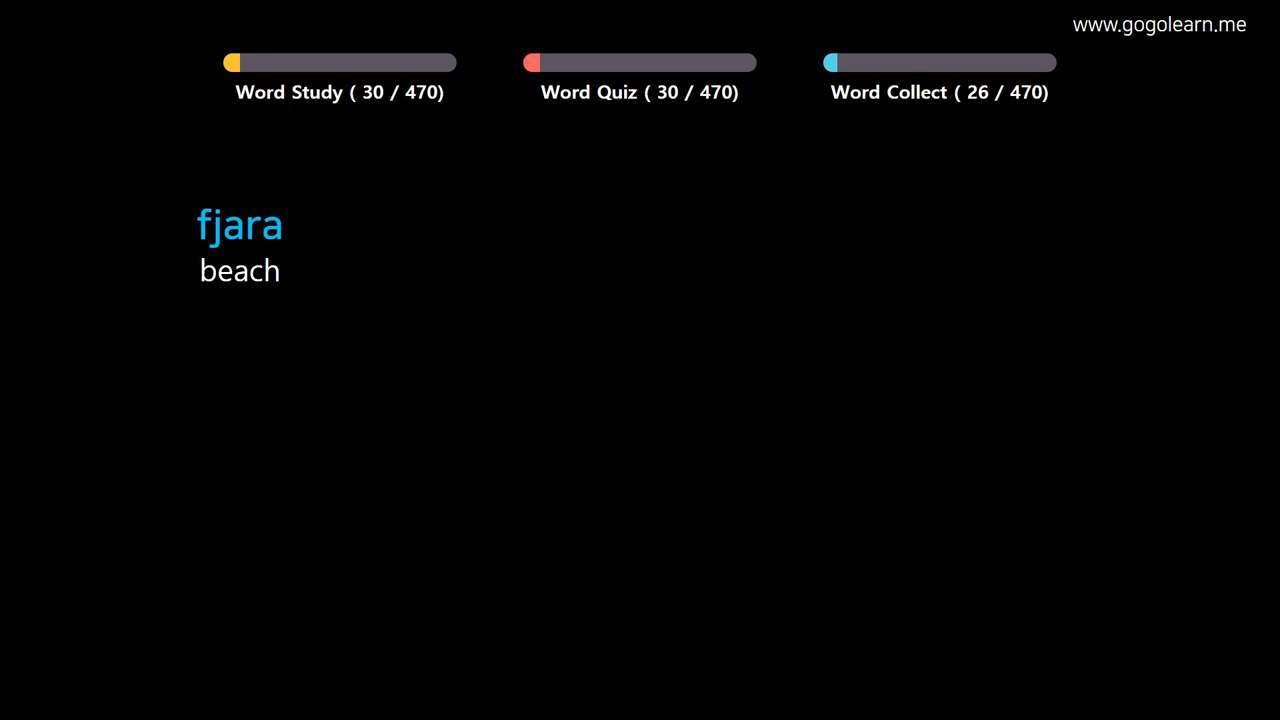 www.gogolearn.me
Word Study ( 30 / 470)
Word Quiz ( 30 / 470)
Word Collect ( 26 / 470)
fjara
beach